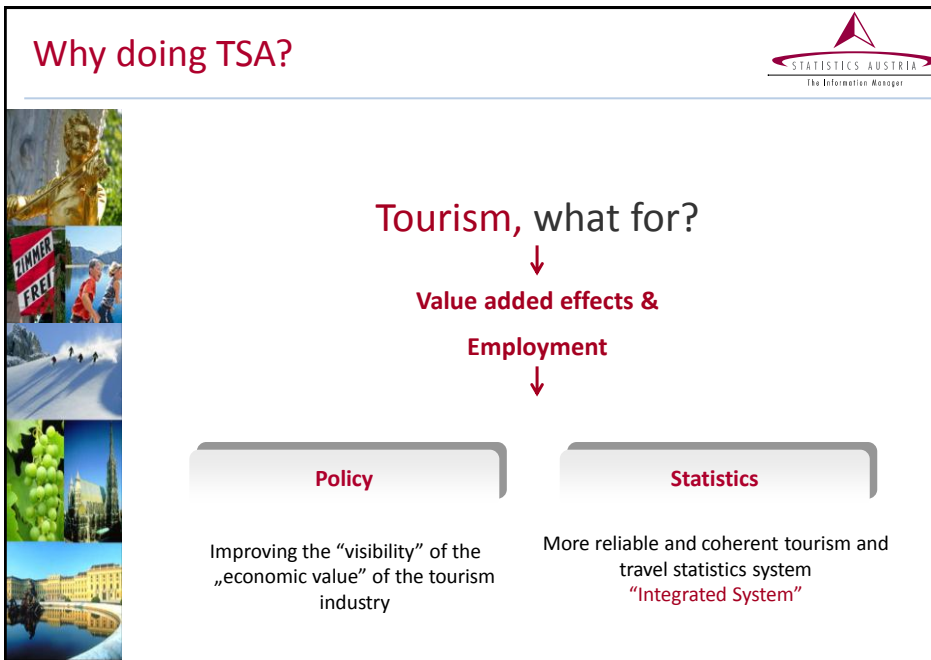 Why doing TSA?
STATISTICS AUSTRIA
The Information Manager
ZIMMER
FREI
Tourism, what for?
Value added effects &
Employment
Policy
Improving the “visibility” of the
„economic value” of the tourism
industry
Statistics
More reliable and coherent tourism and
travel statistics system
“Integrated System”